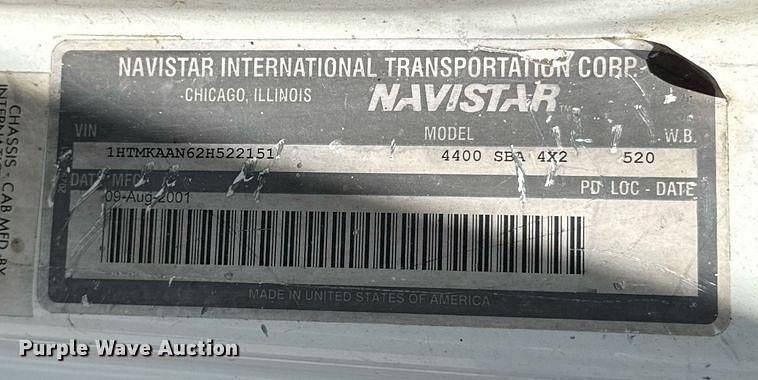 NAVISTAR INTERNATIONAL TRANSPORTATION CORP.
CHICAGO, ILLINOIS NAVISTAR TM
VIN MODEL W.B.
1HTMKAAN62H522151 4400 SBA 4X2 520
DATE MFG PD LOC - DATE
09-Aug-2001
MADE IN UNITED STATES OF AMERICA
CHASSIS - CAB MFD. BY
Purple Wave Auction